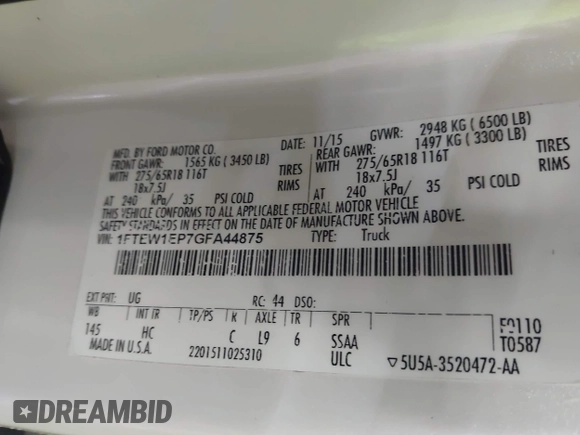 MFD. BY FORD MOTOR CO.
DATE: 11/15 GVWR: 2948 KG ( 6500 LB)
FRONT GAWR: 1565 KG ( 3450 LB)
REAR GAWR: 1497 KG ( 3300 LB)
WITH 275/65R18 116T TIRES
WITH 275/65R18 116T TIRES
18x7.5J RIMS
18x7.5J RIMS
AT 240 kPa/ 35 PSI COLD
AT 240 kPa/ 35 PSI COLD
THIS VEHICLE CONFORMS TO ALL APPLICABLE FEDERAL MOTOR VEHICLE
SAFETY STANDARDS IN EFFECT ON THE DATE OF MANUFACTURE SHOWN ABOVE.
VIN: 1FTEW1EP7GFA44875
TYPE: Truck
EXT PNT: UG RC: 44 DSO:
WB INT TR TP/PS R AXLE TR SPR
145 HC C L9 6 SSAA
F0110
T0587
MADE IN U.S.A. 2201511025310 ULC ▽5U5A-3520472-AA
DREAMBID